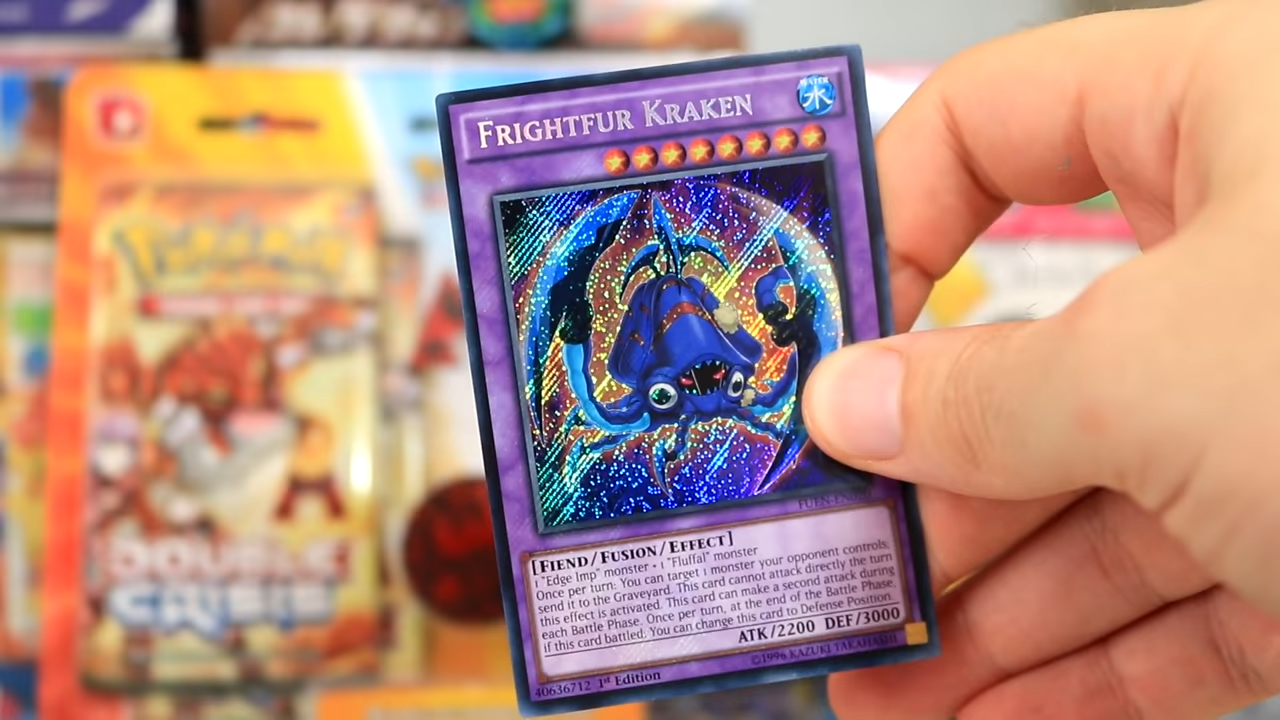 FRIGHTFUR KRAKEN
WATER
水
[FIEND/FUSION/EFFECT]
1 "Edge Imp" monster + 1 "Fluffal" monster
Once per turn: You can target 1 monster your opponent controls;
send it to the Graveyard. This card cannot attack directly the turn
this effect is activated. This card can make a second attack during
each Battle Phase. Once per turn, at the end of the Battle Phase,
if this card battled: You can change this card to Defense Position.
ATK/2200 DEF/3000
40636712 1st Edition
©1996 KAZUKI TAKAHASHI
Pokémon
DOUBLE
CRISIS